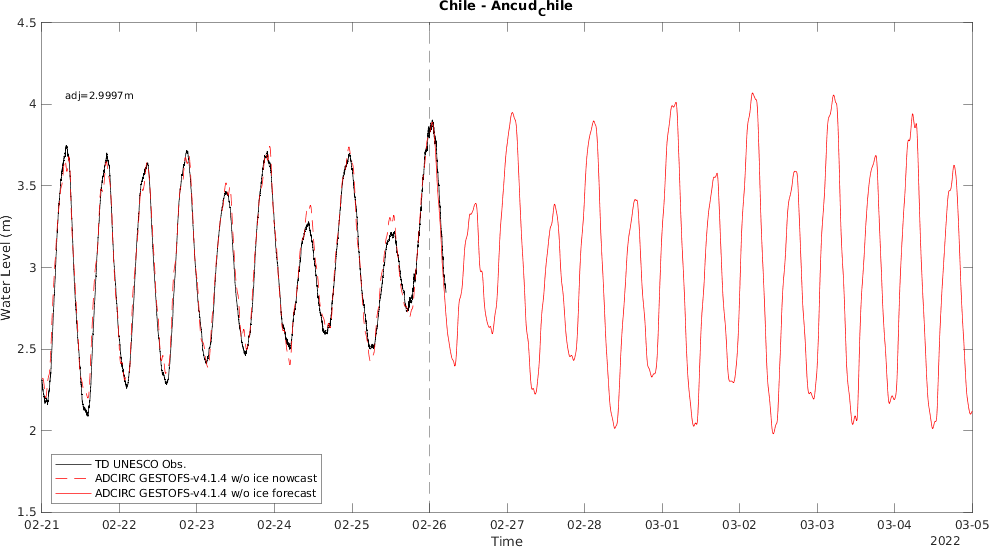 Chile - Ancud_Chile
adj=2.9997m
Water Level (m)
4.5
4
3.5
3
2.5
2
1.5
TD UNESCO Obs.
ADCIRC GESTOFS-v4.1.4 w/o ice nowcast
ADCIRC GESTOFS-v4.1.4 w/o ice forecast
02-21 02-22 02-23 02-24 02-25 02-26 02-27 02-28 03-01 03-02 03-03 03-04 03-05
Time
2022